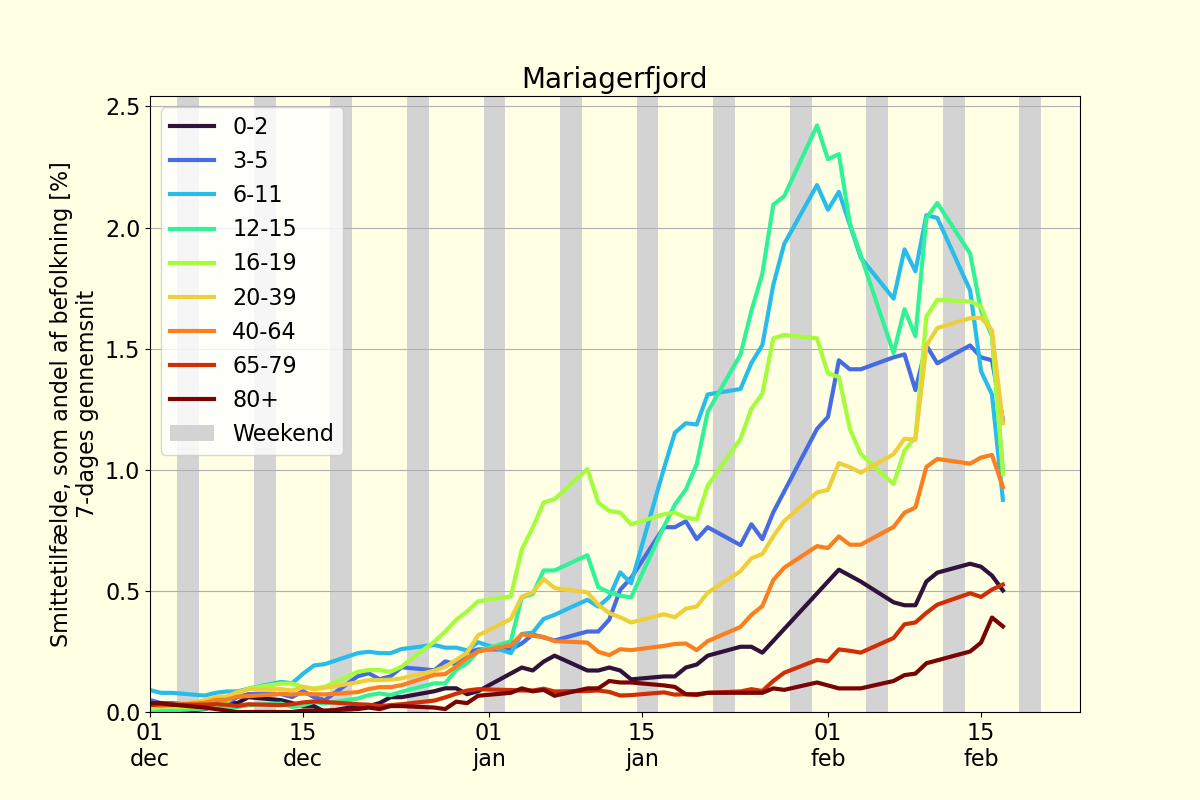 Mariagerfjord
Smittetilfælde, som andel af befolkning [%]
7-dages gennemsnit
2.5
2.0
1.5
1.0
0.5
0.0
0-2
3-5
6-11
12-15
16-19
20-39
40-64
65-79
80+
Weekend
01 15 01 15 01 15
dec dec jan jan feb feb